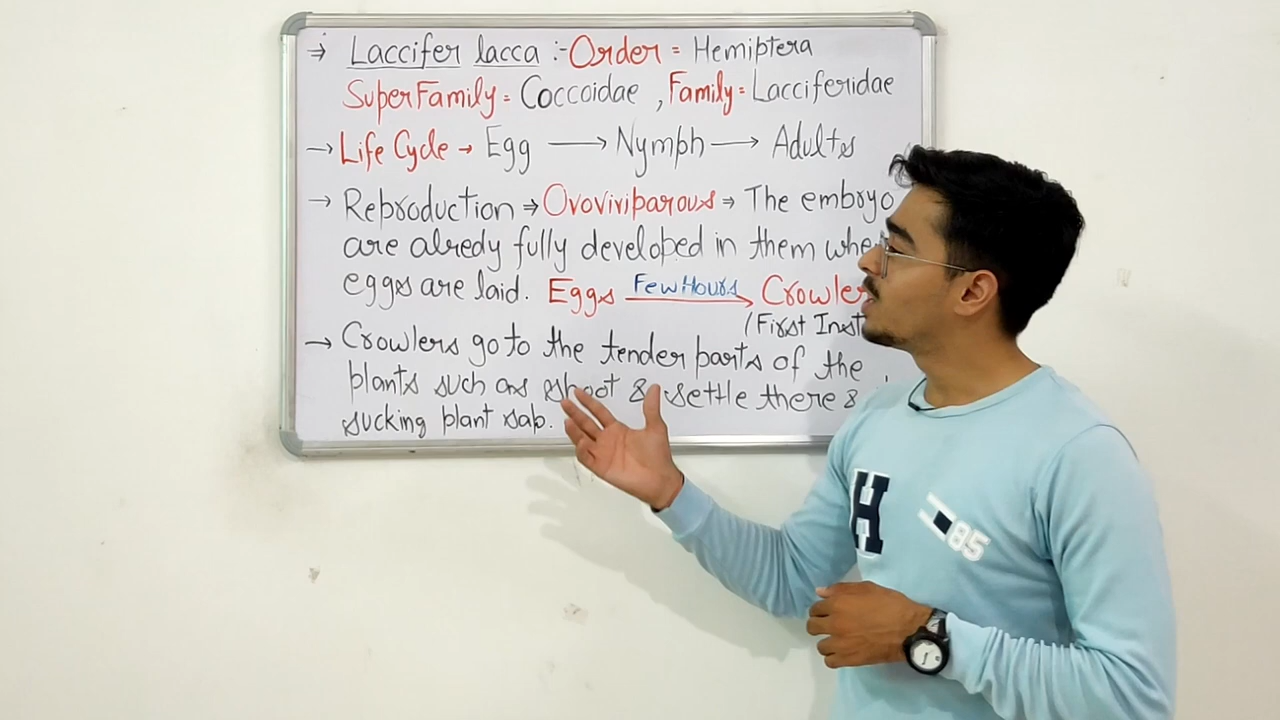 ⇒ Laccifer lacca :- Order = Hemiptera
SuperFamily = Coccoidae , Family = Lacciferidae
→ Life Cycle → Egg → Nymph → Adults
→ Reproduction ⇒ Ovoviviparous ⇒ The embryo
are alredy fully developed in them whe
eggs are laid. Eggs Few Hours → Crowler
(First Inst
→ Crowlers go to the tender parts of the
plants such as shoot & settle there &
sucking plant sap.
H
85